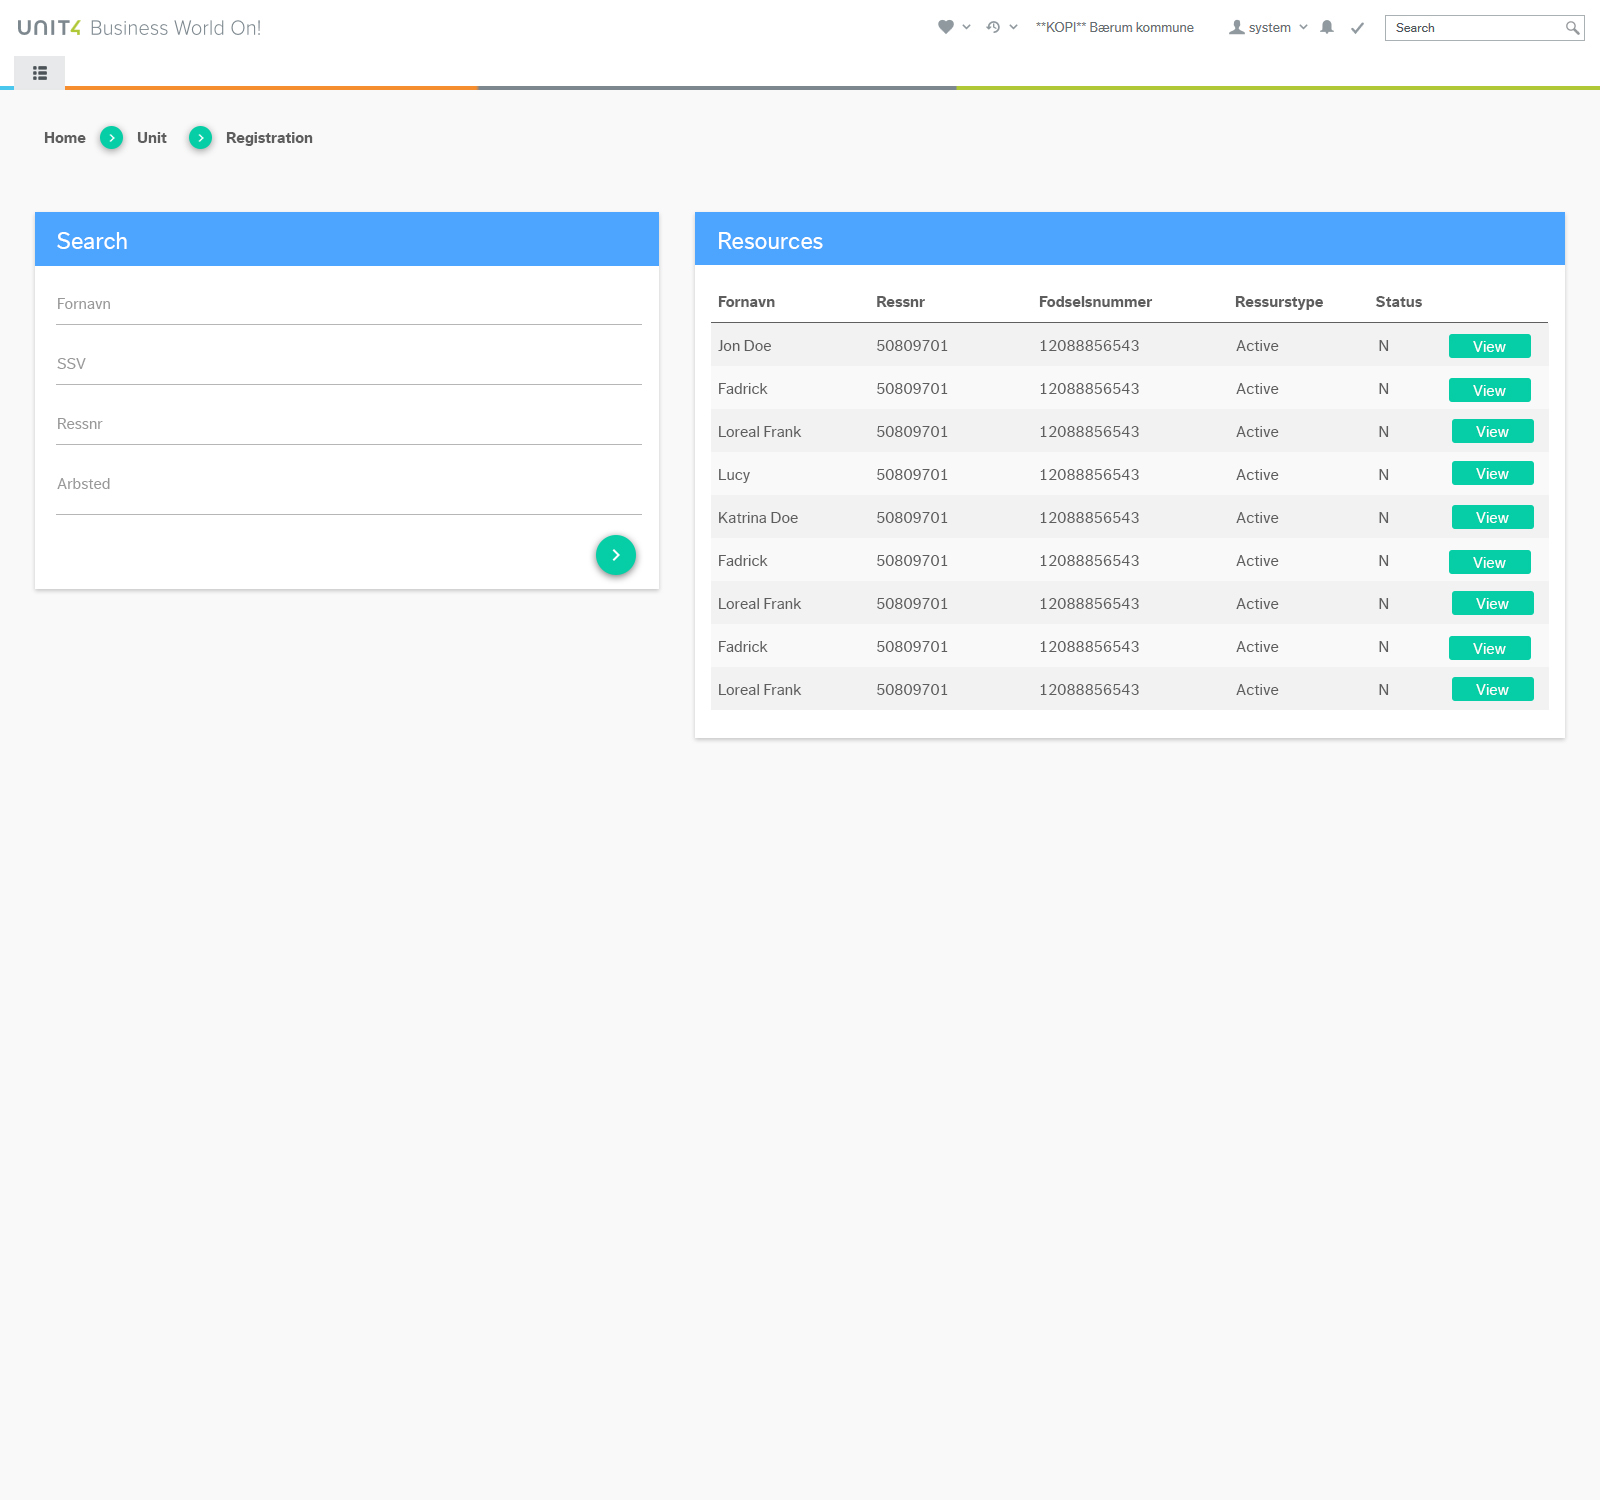 UNIT4 Business World On!
**KOPI** Bærum kommune
system
Search
Home Unit Registration
Search
Fornavn
SSV
Ressnr
Arbsted
Resources
Fornavn Ressnr Fodselsnummer Ressurstype Status
Jon Doe 50809701 12088856543 Active N View
Fadrick 50809701 12088856543 Active N View
Loreal Frank 50809701 12088856543 Active N View
Lucy 50809701 12088856543 Active N View
Katrina Doe 50809701 12088856543 Active N View
Fadrick 50809701 12088856543 Active N View
Loreal Frank 50809701 12088856543 Active N View
Fadrick 50809701 12088856543 Active N View
Loreal Frank 50809701 12088856543 Active N View